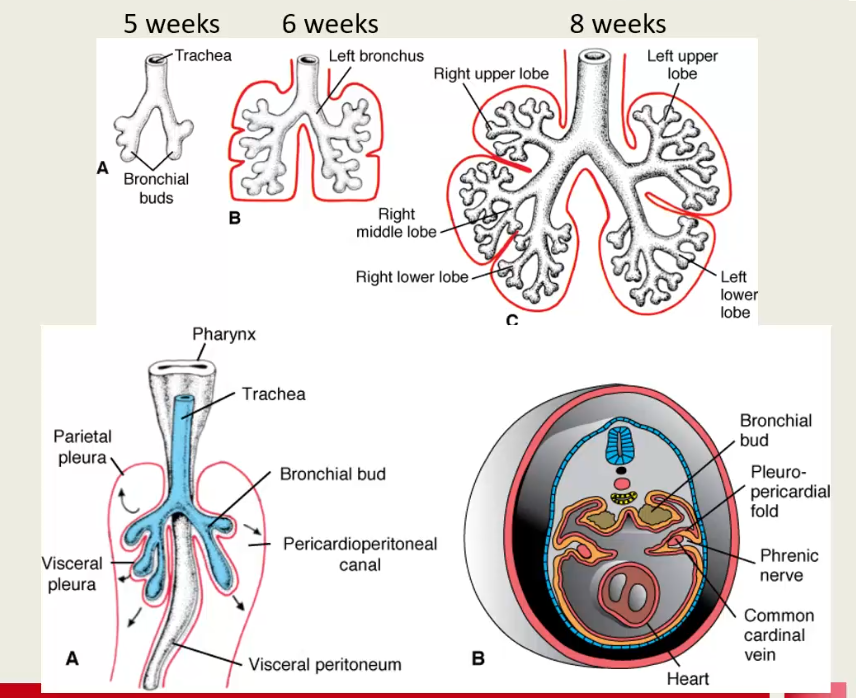 5 weeks
6 weeks
8 weeks
Trachea
Left bronchus
Right upper lobe
Left upper
lobe
A
Bronchial
buds
B
Right
middle lobe
Right lower lobe
Left
lower
lobe
C
Pharynx
Trachea
Parietal
pleura
Bronchial bud
Pericardioperitoneal
canal
Visceral
pleura
A
Visceral peritoneum
Bronchial
bud
Pleuro-
pericardial
fold
Phrenic
nerve
Common
cardinal
vein
B
Heart